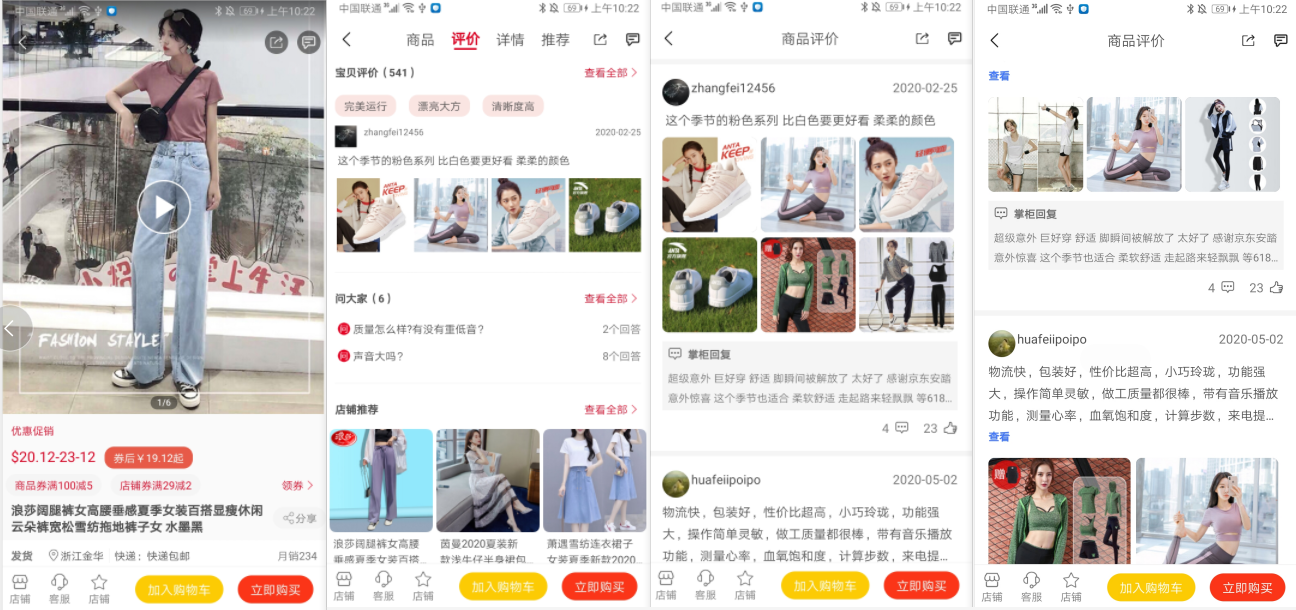 中国联通 69 上午10:22
FASHION STAYLE
1/6
优惠促销
$20.12-23-12 券后￥19.12起
商品券满100减5 店铺券满29减2 领券
浪莎阔腿裤女高腰垂感夏季女装百搭显瘦休闲
云朵裤宽松雪纺拖地裤子女 水墨黑
分享
发货 浙江金华 快递：快递包邮 月销234
店铺 客服 店铺 加入购物车 立即购买
中国联通 69 上午10:22
商品 评价 详情 推荐
宝贝评价（541） 查看全部
完美运行 漂亮大方 清晰度高
zhangfei12456 2020-02-25
这个季节的粉色系列 比白色要更好看 柔柔的颜色
ANTA
KEEP
问大家（6） 查看全部
问 质量怎么样?有没有重低音? 2个回答
问 声音大吗? 8个回答
店铺推荐 查看全部
浪莎
浪莎阔腿裤女高腰
垂感夏季女装百搭...
茵曼2020夏装新
款浅生仔半身裙包...
萧遇雪纺连衣裙子
女装夏季新款2020...
店铺 客服 店铺 加入购物车 立即购买
中国联通 69 上午10:22
商品评价
zhangfei12456 2020-02-25
这个季节的粉色系列 比白色要更好看 柔柔的颜色
ANTA
KEEP
赠
掌柜回复
超级意外 巨好穿 舒适 脚瞬间被解放了 太好了 感谢京东安踏
意外惊喜 这个季节也适合 柔软舒适 走起路来轻飘飘 等618...
4 23
huafeiipoipo 2020-05-02
物流快，包装好，性价比超高，小巧玲珑，功能强
大，操作简单灵敏，做工质量都很棒，带有音乐播放
功能，测量心率，血氧饱和度，计算步数，来电提...
店铺 客服 店铺 加入购物车 立即购买
中国联通 69 上午10:22
商品评价
查看
掌柜回复
超级意外 巨好穿 舒适 脚瞬间被解放了 太好了 感谢京东安踏
意外惊喜 这个季节也适合 柔软舒适 走起路来轻飘飘 等618...
4 23
huafeiipoipo 2020-05-02
物流快，包装好，性价比超高，小巧玲珑，功能强
大，操作简单灵敏，做工质量都很棒，带有音乐播放
功能，测量心率，血氧饱和度，计算步数，来电提...
查看
赠
店铺 客服 店铺 加入购物车 立即购买